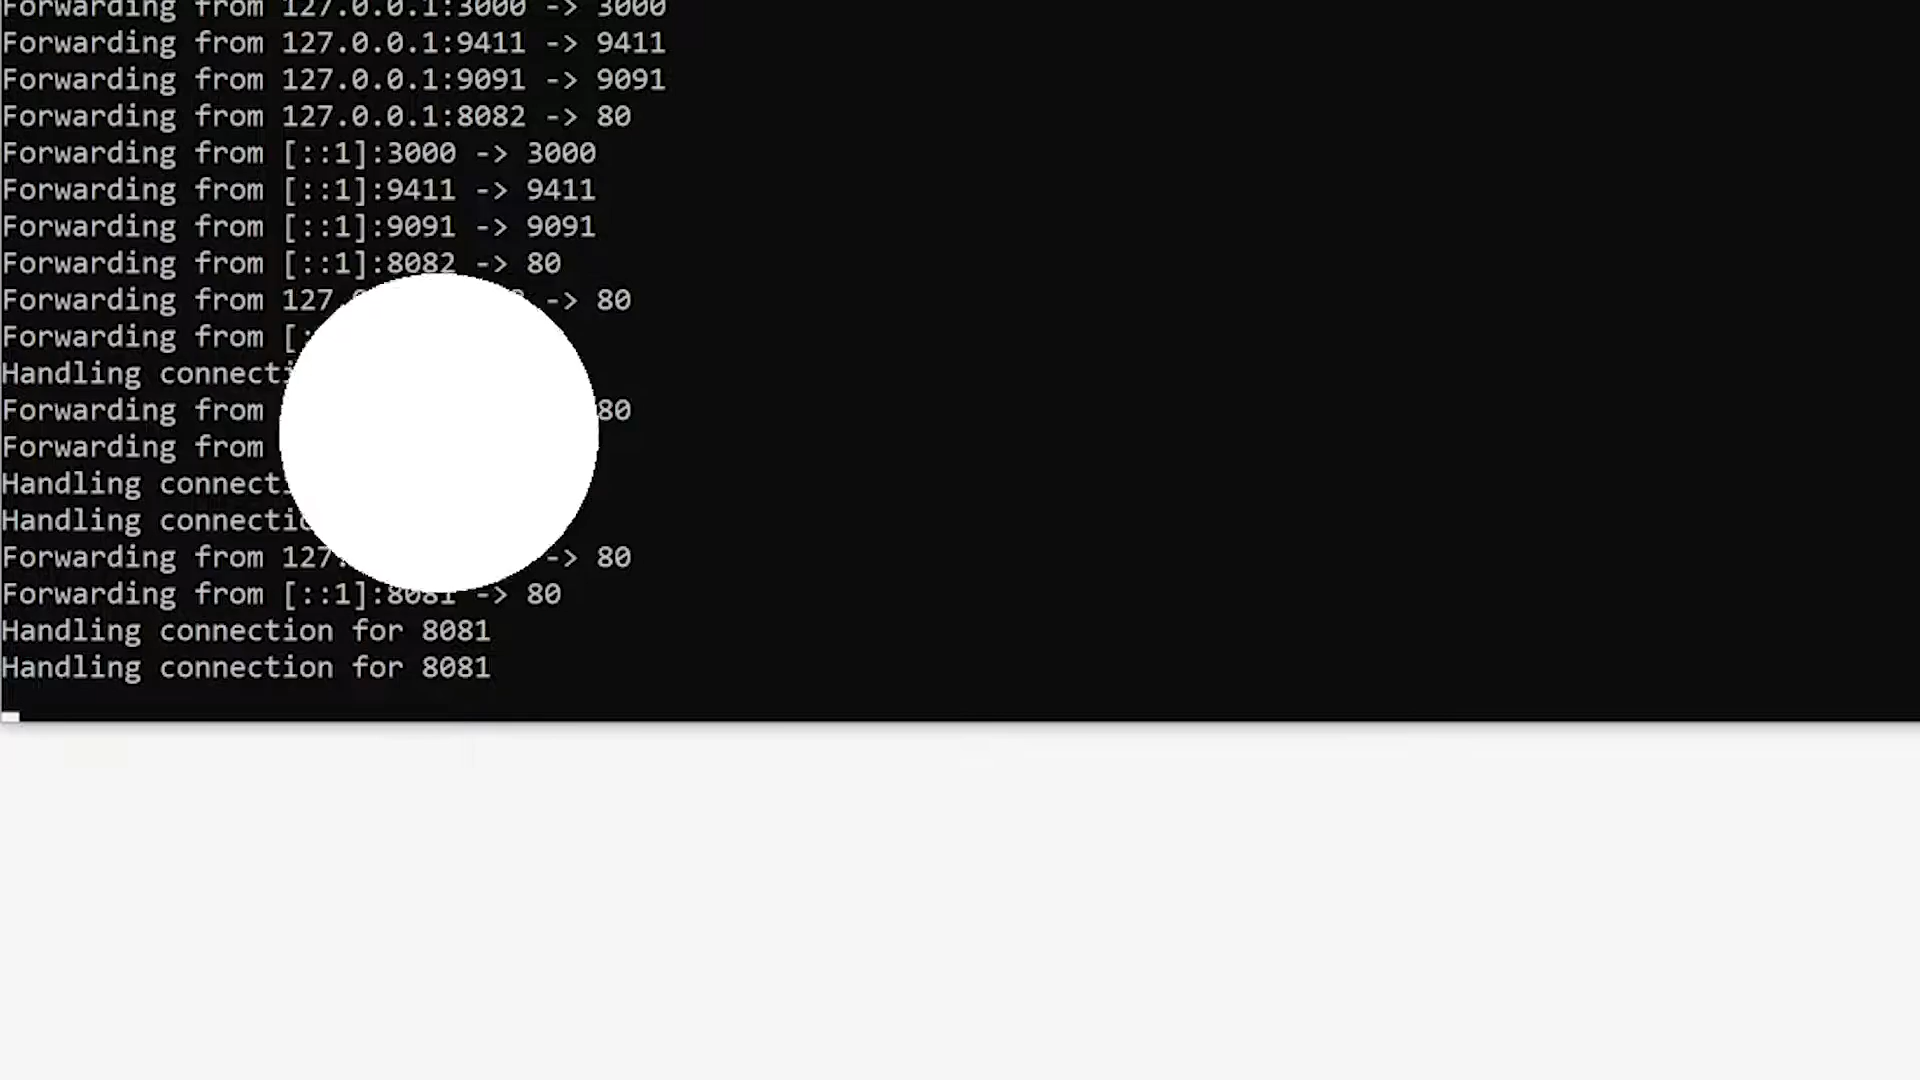 Forwarding from 127.0.0.1:3000 -> 3000
Forwarding from 127.0.0.1:9411 -> 9411
Forwarding from 127.0.0.1:9091 -> 9091
Forwarding from 127.0.0.1:8082 -> 80
Forwarding from [::1]:3000 -> 3000
Forwarding from [::1]:9411 -> 9411
Forwarding from [::1]:9091 -> 9091
Forwarding from [::1]:8082 -> 80
Forwarding from 127. -> 80
Forwarding from [:
Handling
Forwarding from 80
Forwarding from
Handling
Handling
Forwarding from 127. -> 80
Forwarding from [::1]:8081 -> 80
Handling connection for 8081
Handling connection for 8081